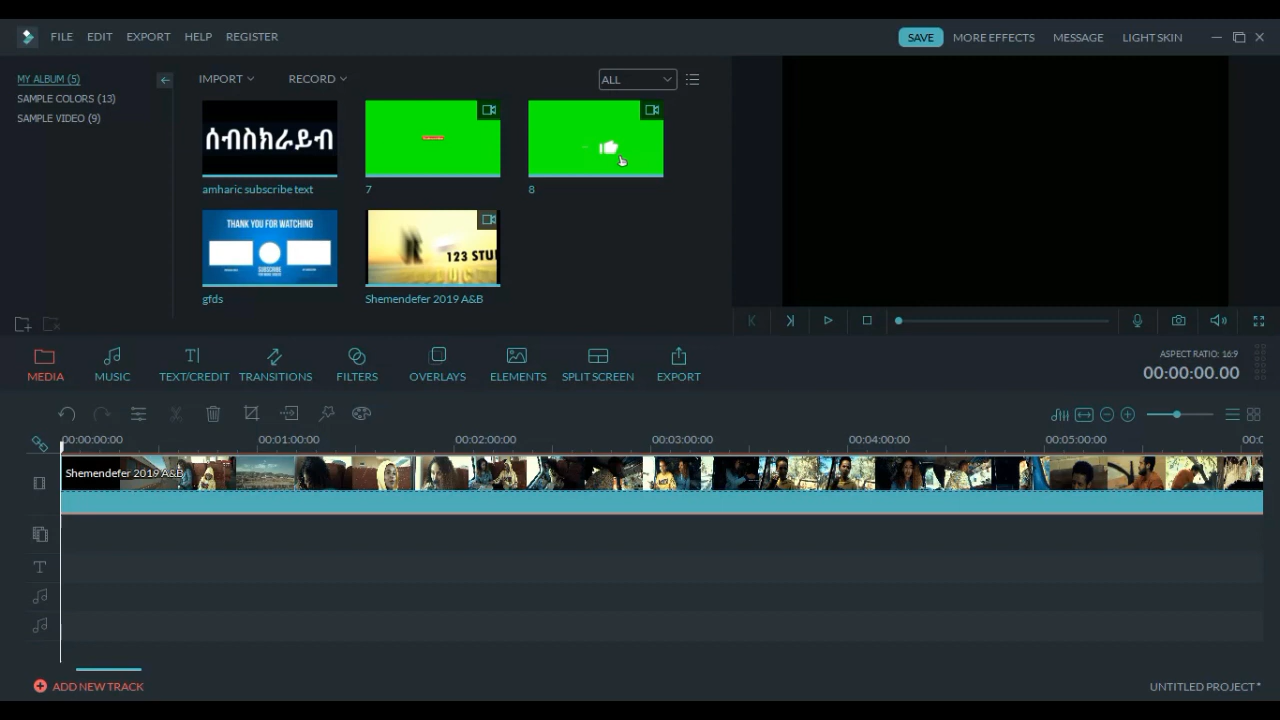 FILE EDIT EXPORT HELP REGISTER SAVE MORE EFFECTS MESSAGE LIGHT SKIN
MY ALBUM (5)
SAMPLE COLORS (13)
SAMPLE VIDEO (9)
IMPORT RECORD ALL
ሰብስክራይብ
amharic subscribe text 7 8
THANK YOU FOR WATCHING
SUBSCRIBE
123 STU
gfds Shemendefer 2019 A&B
MEDIA MUSIC TEXT/CREDIT TRANSITIONS FILTERS OVERLAYS ELEMENTS SPLIT SCREEN EXPORT
ASPECT RATIO: 16:9
00:00:00.00
00:00:00:00 00:01:00:00 00:02:00:00 00:03:00:00 00:04:00:00 00:05:00:00 00:0
Shemendefer 2019 A&B
T
ADD NEW TRACK UNTITLED PROJECT*